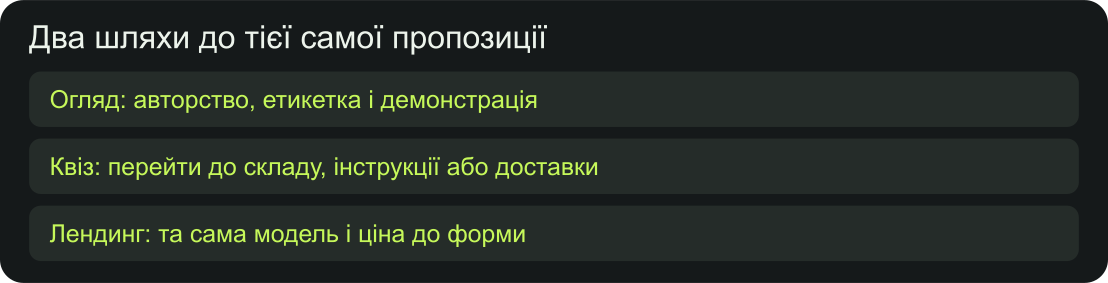 Два шляхи до тієї самої пропозиції
Огляд: авторство, етикетка і демонстрація
Квіз: перейти до складу, інструкції або доставки
Лендинг: та сама модель і ціна до форми